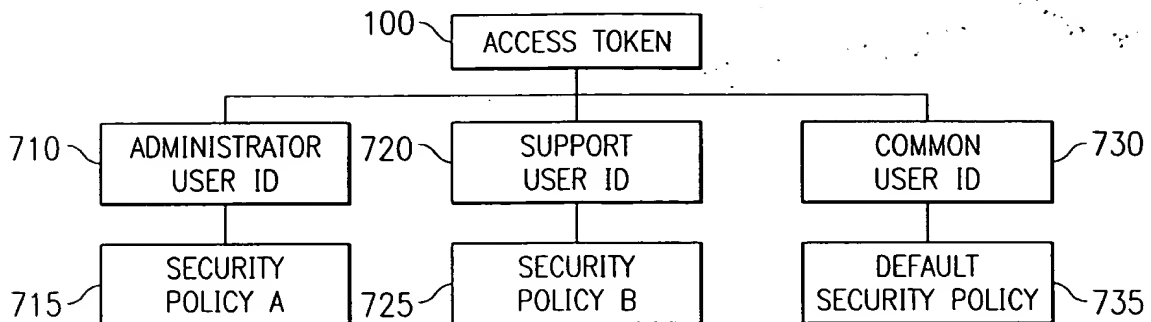 100
ACCESS TOKEN
710
ADMINISTRATOR
USER ID
720
SUPPORT
USER ID
COMMON
USER ID
730
715
SECURITY
POLICY A
725
SECURITY
POLICY B
DEFAULT
SECURITY POLICY
735